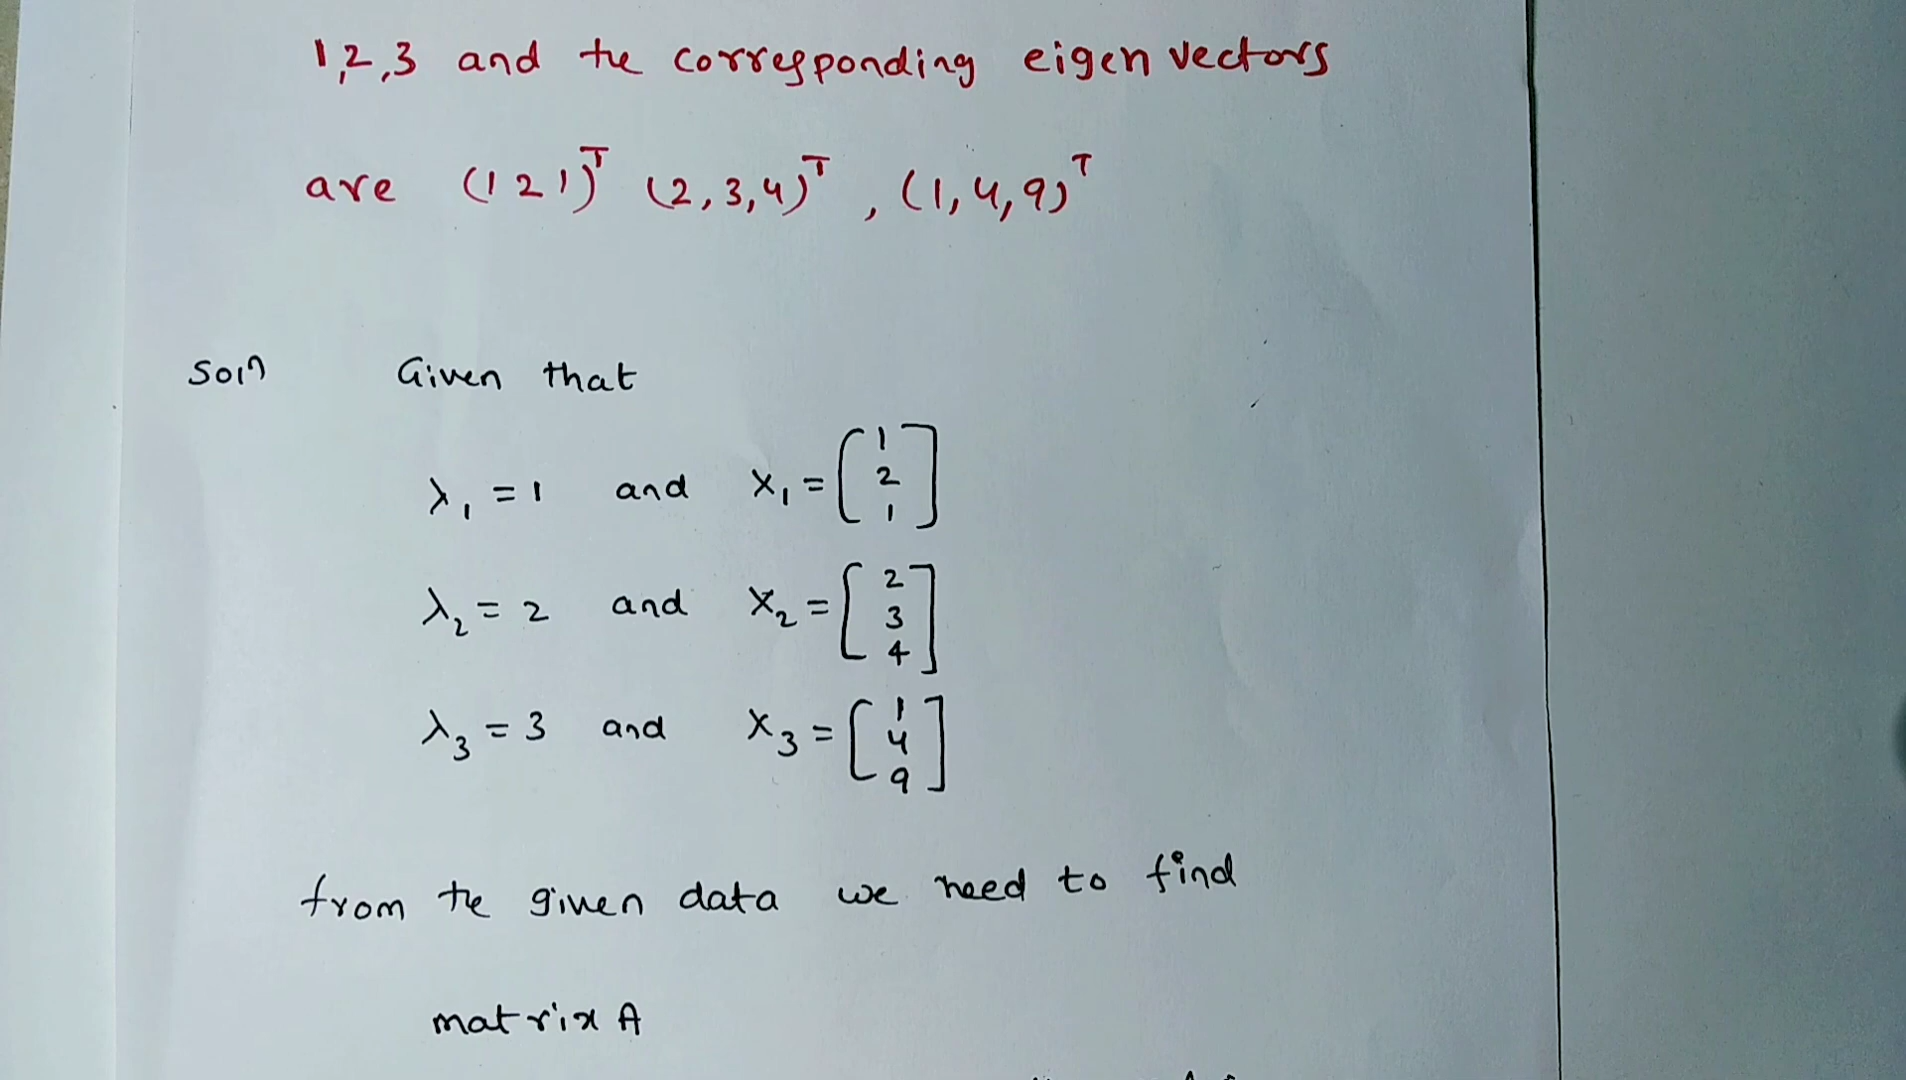 1,2,3 and the corresponding eigen vectors
are (1 2 1)ᵀ (2,3,4)ᵀ , (1,4,9)ᵀ
Soln Given that
λ₁ = 1 and X₁ = [1 2 1]
λ₂ = 2 and X₂ = [2 3 4]
λ₃ = 3 and X₃ = [1 4 9]
from the given data we need to find
matrix A